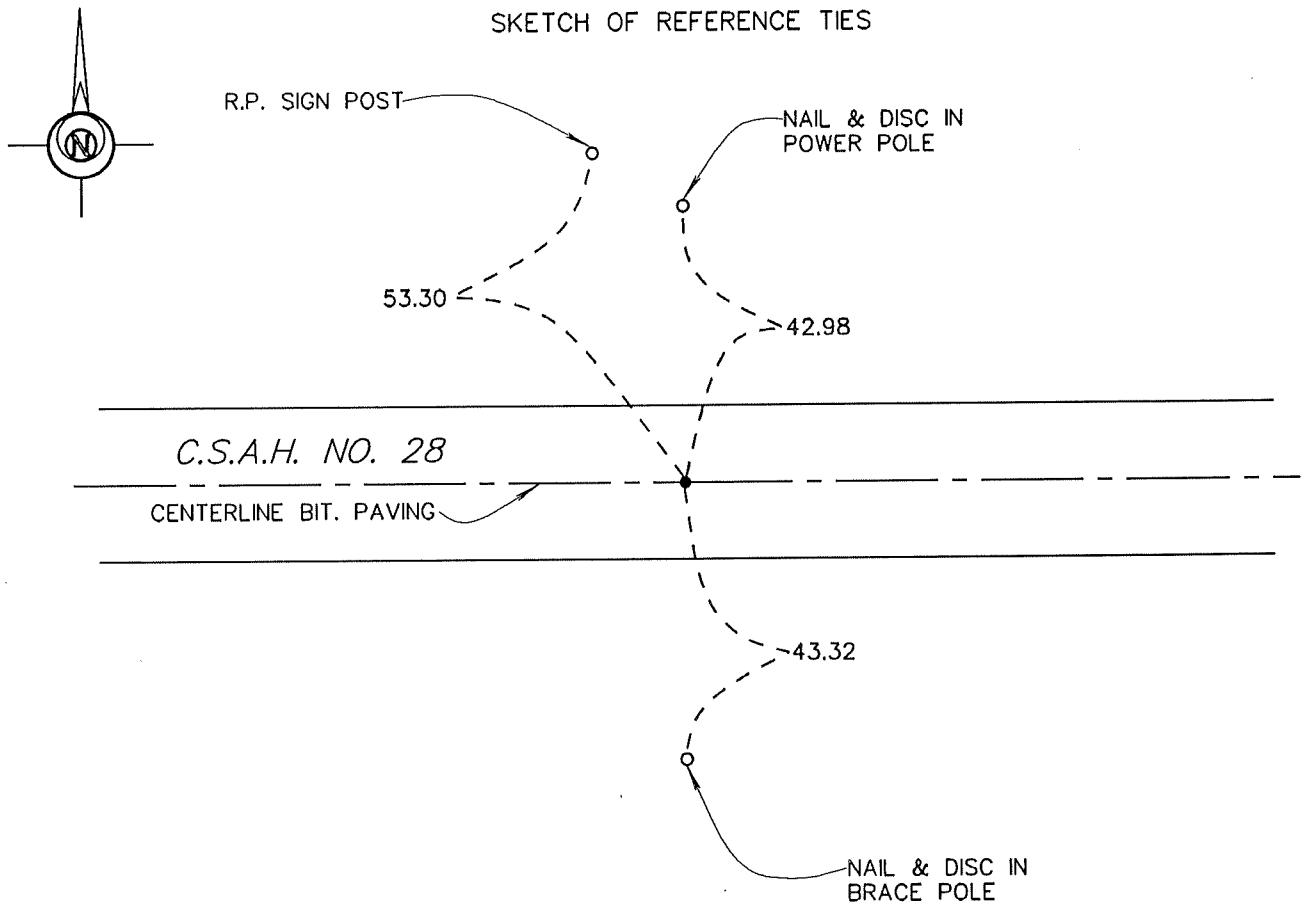 SKETCH OF REFERENCE TIES
N
R.P. SIGN POST
NAIL & DISC IN
POWER POLE
53.30
42.98
C.S.A.H. NO. 28
CENTERLINE BIT. PAVING
43.32
NAIL & DISC IN
BRACE POLE